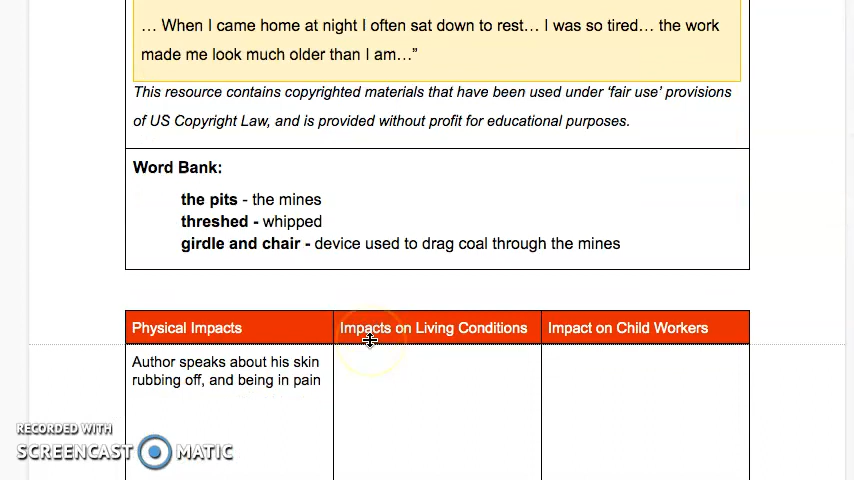 … When I came home at night I often sat down to rest… I was so tired… the work
made me look much older than I am…”
This resource contains copyrighted materials that have been used under ‘fair use’ provisions
of US Copyright Law, and is provided without profit for educational purposes.
Word Bank:
the pits - the mines
threshed - whipped
girdle and chair - device used to drag coal through the mines
Physical Impacts
Impacts on Living Conditions
Impact on Child Workers
Author speaks about his skin
rubbing off, and being in pain
RECORDED WITH
SCREENCAST MATIC